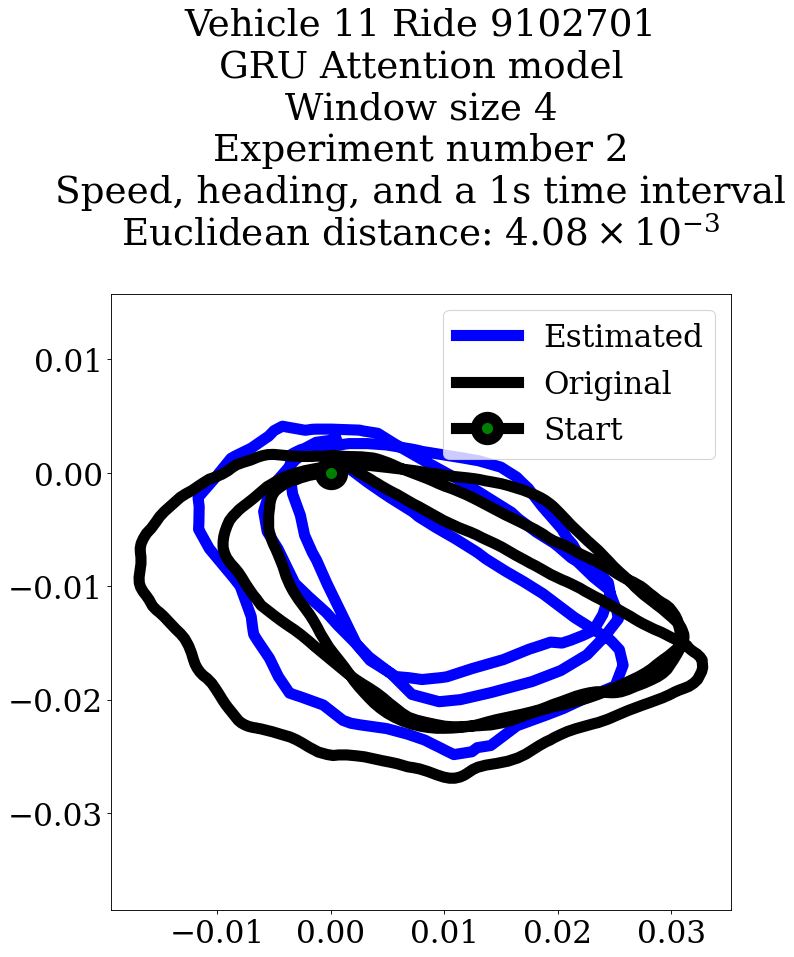 Vehicle 11 Ride 9102701
GRU Attention model
Window size 4
Experiment number 2
Speed, heading, and a 1s time interval
Euclidean distance: 4.08 × 10⁻³
Estimated
Original
Start
0.01
0.00
−0.01
−0.02
−0.03
−0.01 0.00 0.01 0.02 0.03